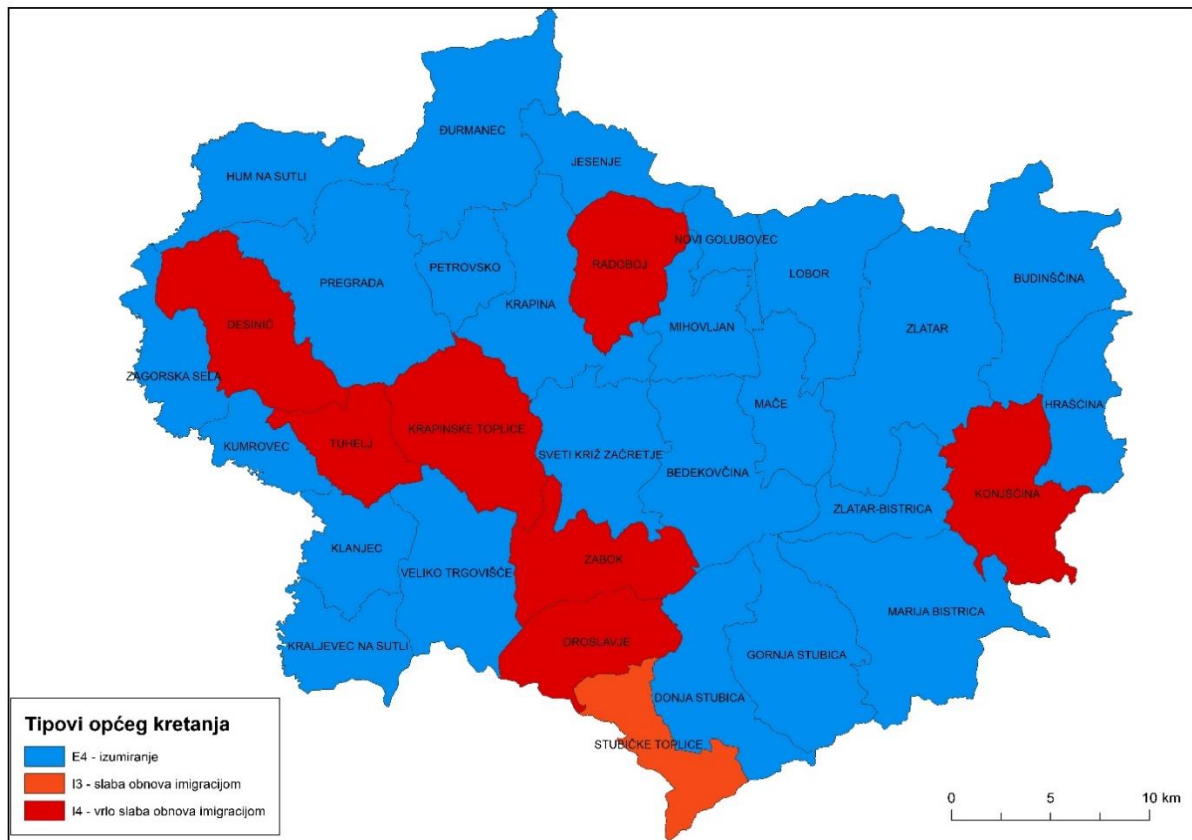 ĐURMANEC
JESENJE
HUM NA SUTLI
NOVI GOLUBOVEC
RADOBOJ
PETROVSKO
LOBOR
BUDINŠČINA
PREGRADA
KRAPINA
DESINIĆ
MIHOVLJAN
ZLATAR
ZAGORSKA SELA
HRAŠĆINA
MAČE
KRAPINSKE TOPLICE
TUHELJ
KUMROVEC
SVETI KRIŽ ZAČRETJE
BEDEKOVČINA
KONJŠČINA
ZLATAR-BISTRICA
KLANJEC
ZABOK
VELIKO TRGOVIŠĆE
MARIJA BISTRICA
OROSLAVJE
KRALJEVEC NA SUTLI
GORNJA STUBICA
DONJA STUBICA
STUBIČKE TOPLICE
Tipovi općeg kretanja
E4 - izumiranje
I3 - slaba obnova imigracijom
I4 - vrlo slaba obnova imigracijom
0 5 10 km